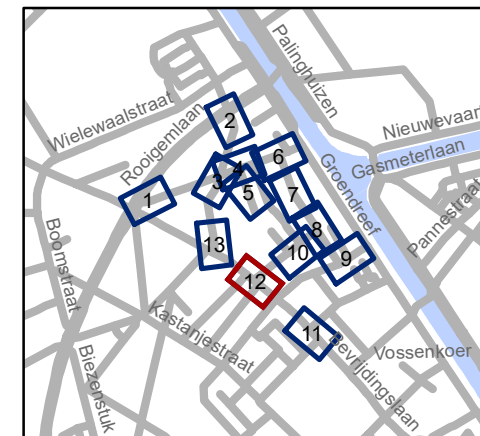 Palinghuizen
Wielewaalstraat
Rooigemlaan
Nieuwevaart
Gasmeterlaan
Groendreef
Pannestraat
Boomstraat
Kastanjestraat
Biezenstuk
Bevrijdingslaan
Vossenkoer
1
2
3
4
5
6
7
8
9
10
11
12
13